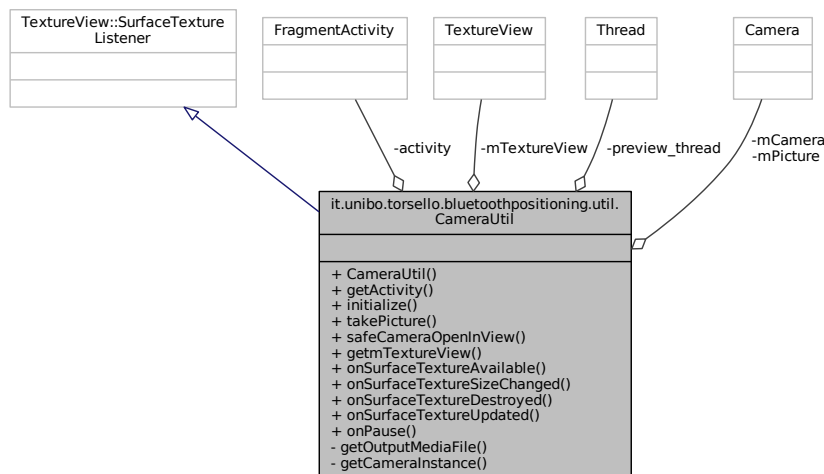 TextureView::SurfaceTexture
Listener
FragmentActivity
TextureView
Thread
Camera
-activity
-mTextureView
-preview_thread
-mCamera
-mPicture
it.unibo.torsello.bluetoothpositioning.util.
CameraUtil
+ CameraUtil()
+ getActivity()
+ initialize()
+ takePicture()
+ safeCameraOpenInView()
+ getmTextureView()
+ onSurfaceTextureAvailable()
+ onSurfaceTextureSizeChanged()
+ onSurfaceTextureDestroyed()
+ onSurfaceTextureUpdated()
+ onPause()
- getOutputMediaFile()
- getCameraInstance()